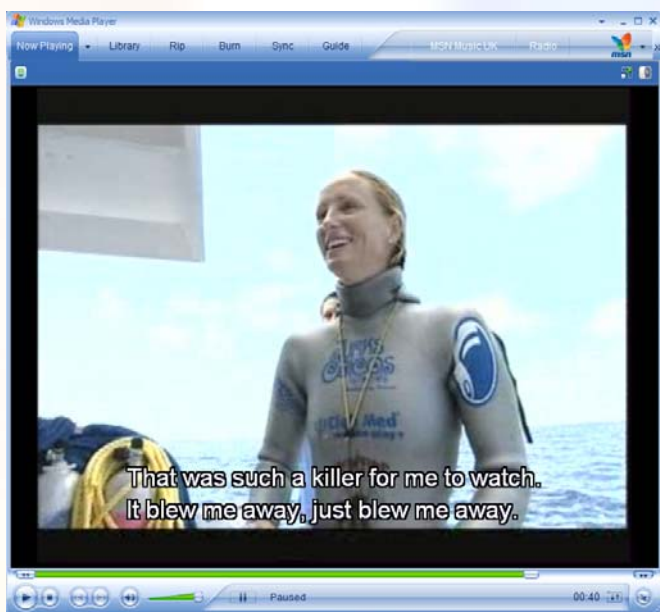 Windows Media Player
Now Playing Library Rip Burn Sync Guide MSN Music UK Radio
msn
That was such a killer for me to watch.
It blew me away, just blew me away.
Paused 00:40